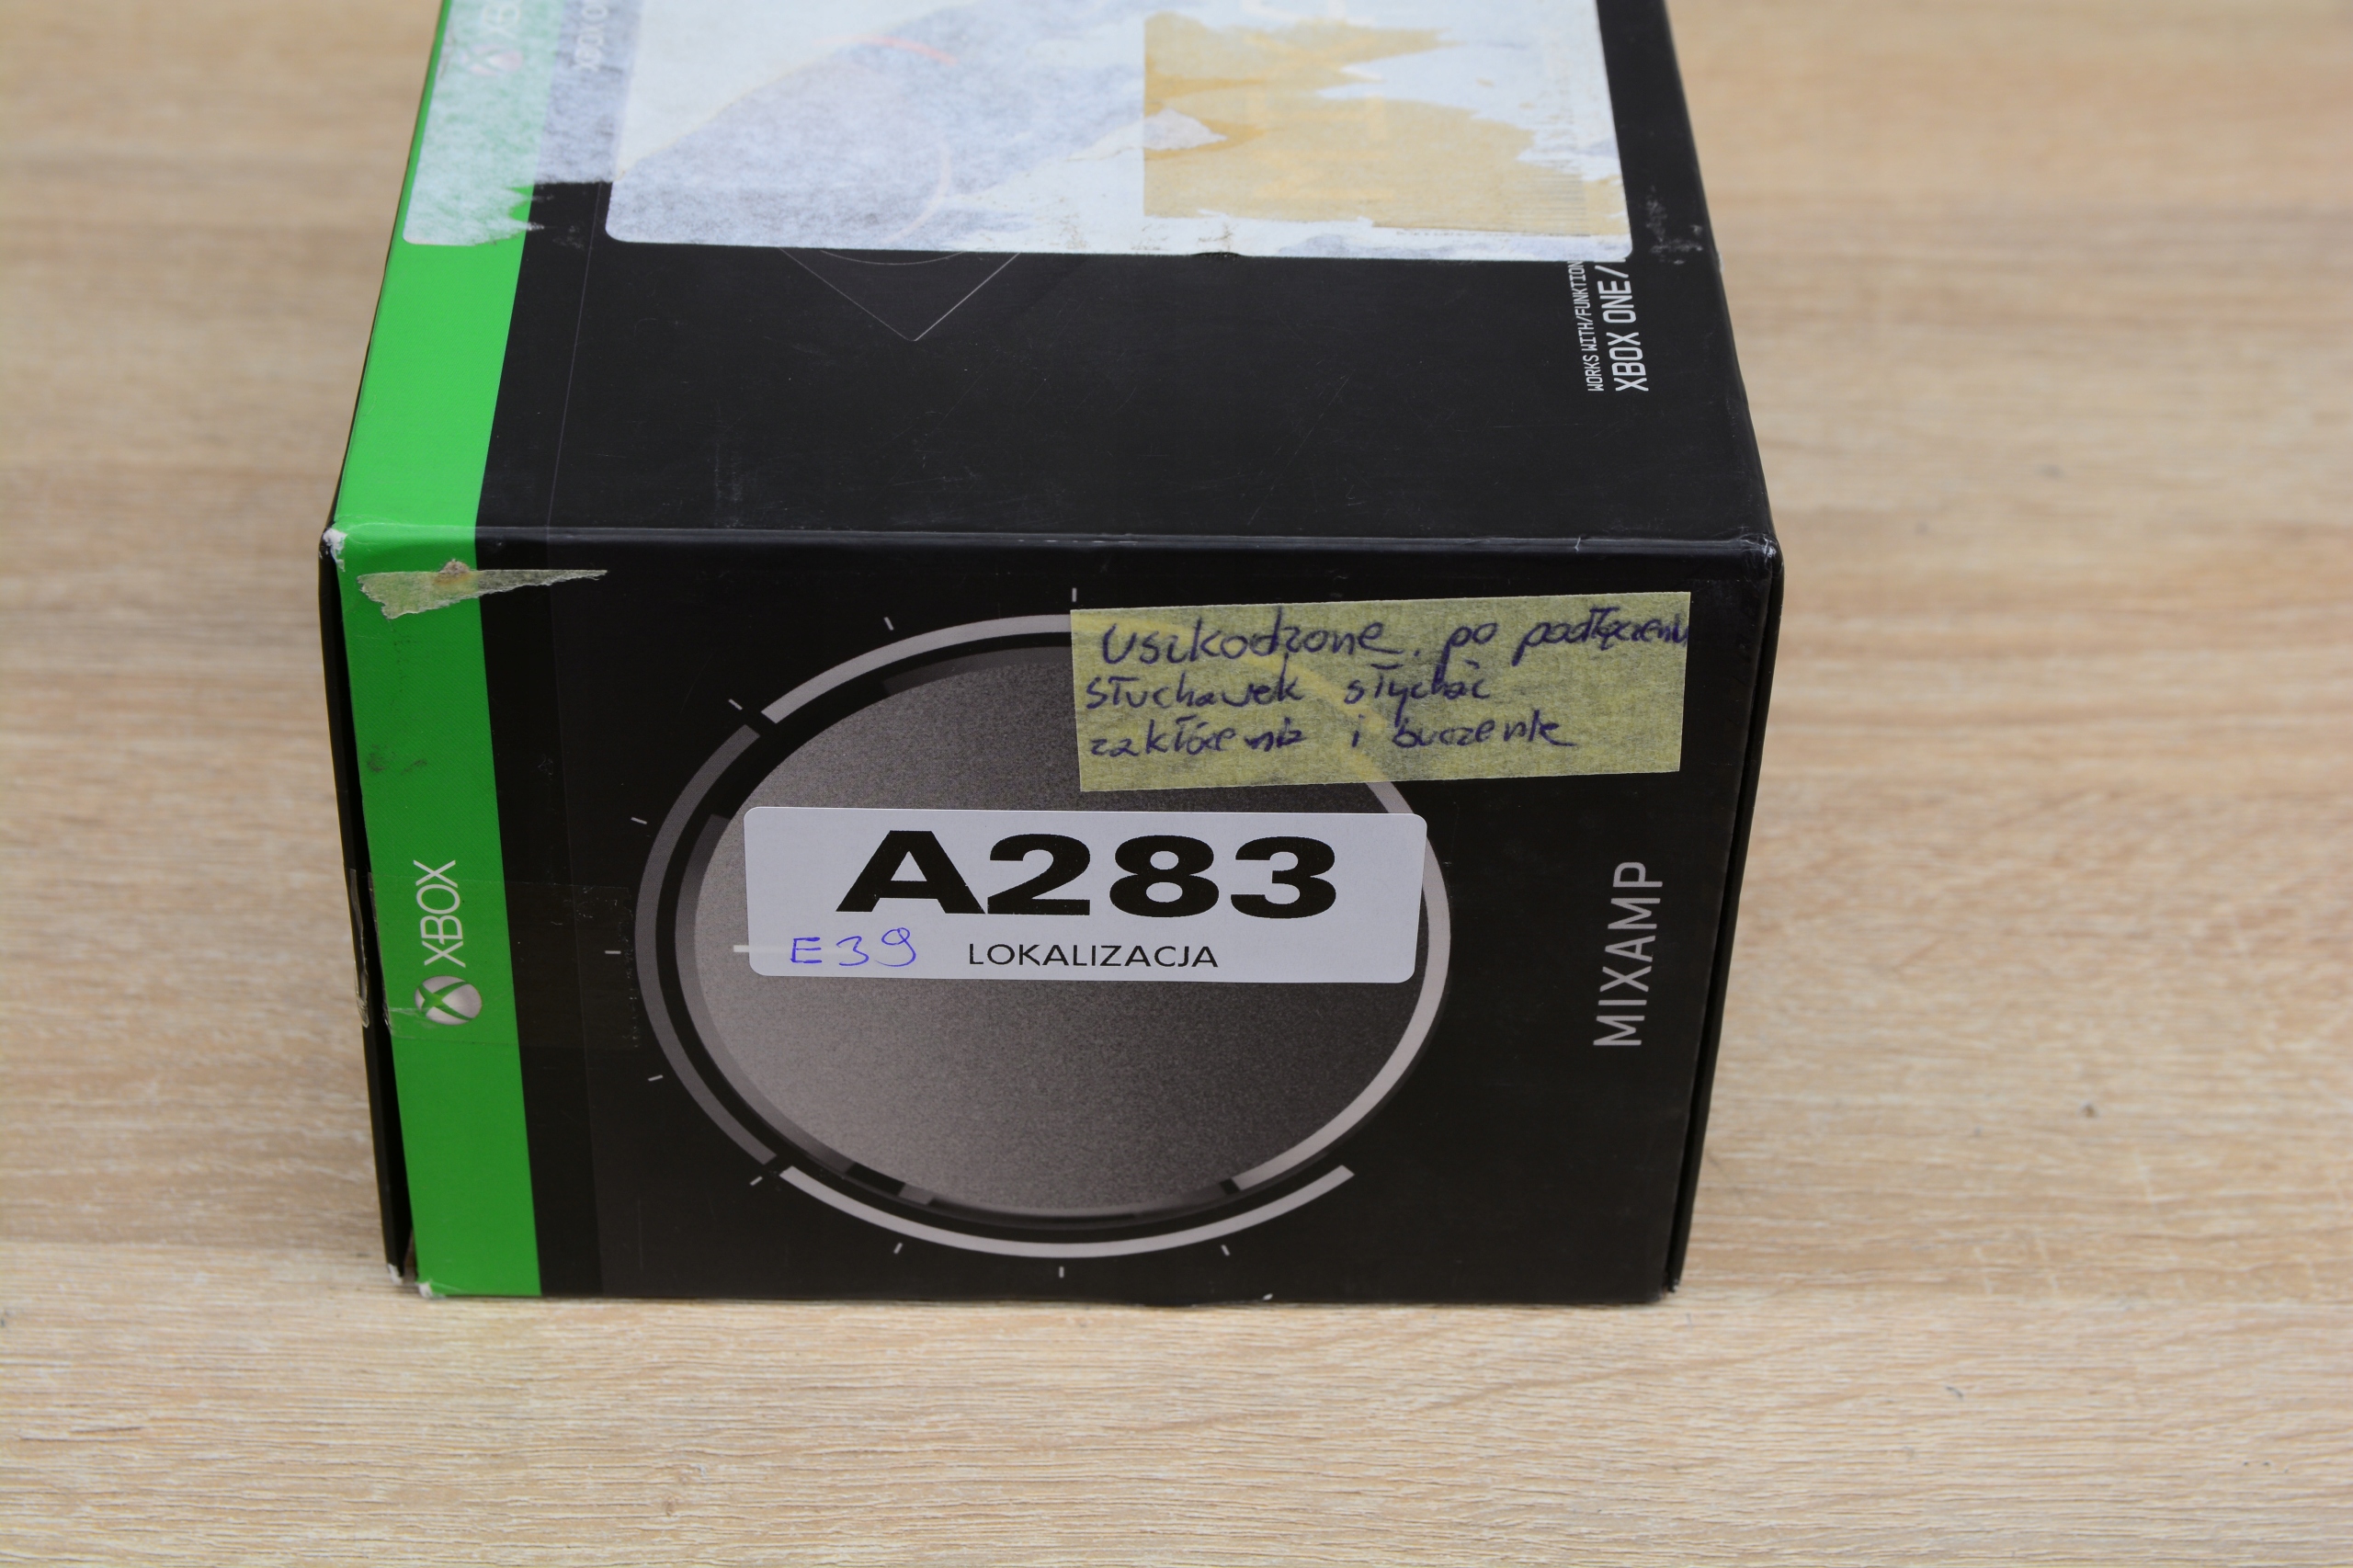 WORKS WITH/FUNKTION
XBOX ONE/
Uszkodzone. po podłączeniu
słuchawek słychać
zakłócenia i buczenie
A283
E39 LOKALIZACJA
XBOX
MIXAMP